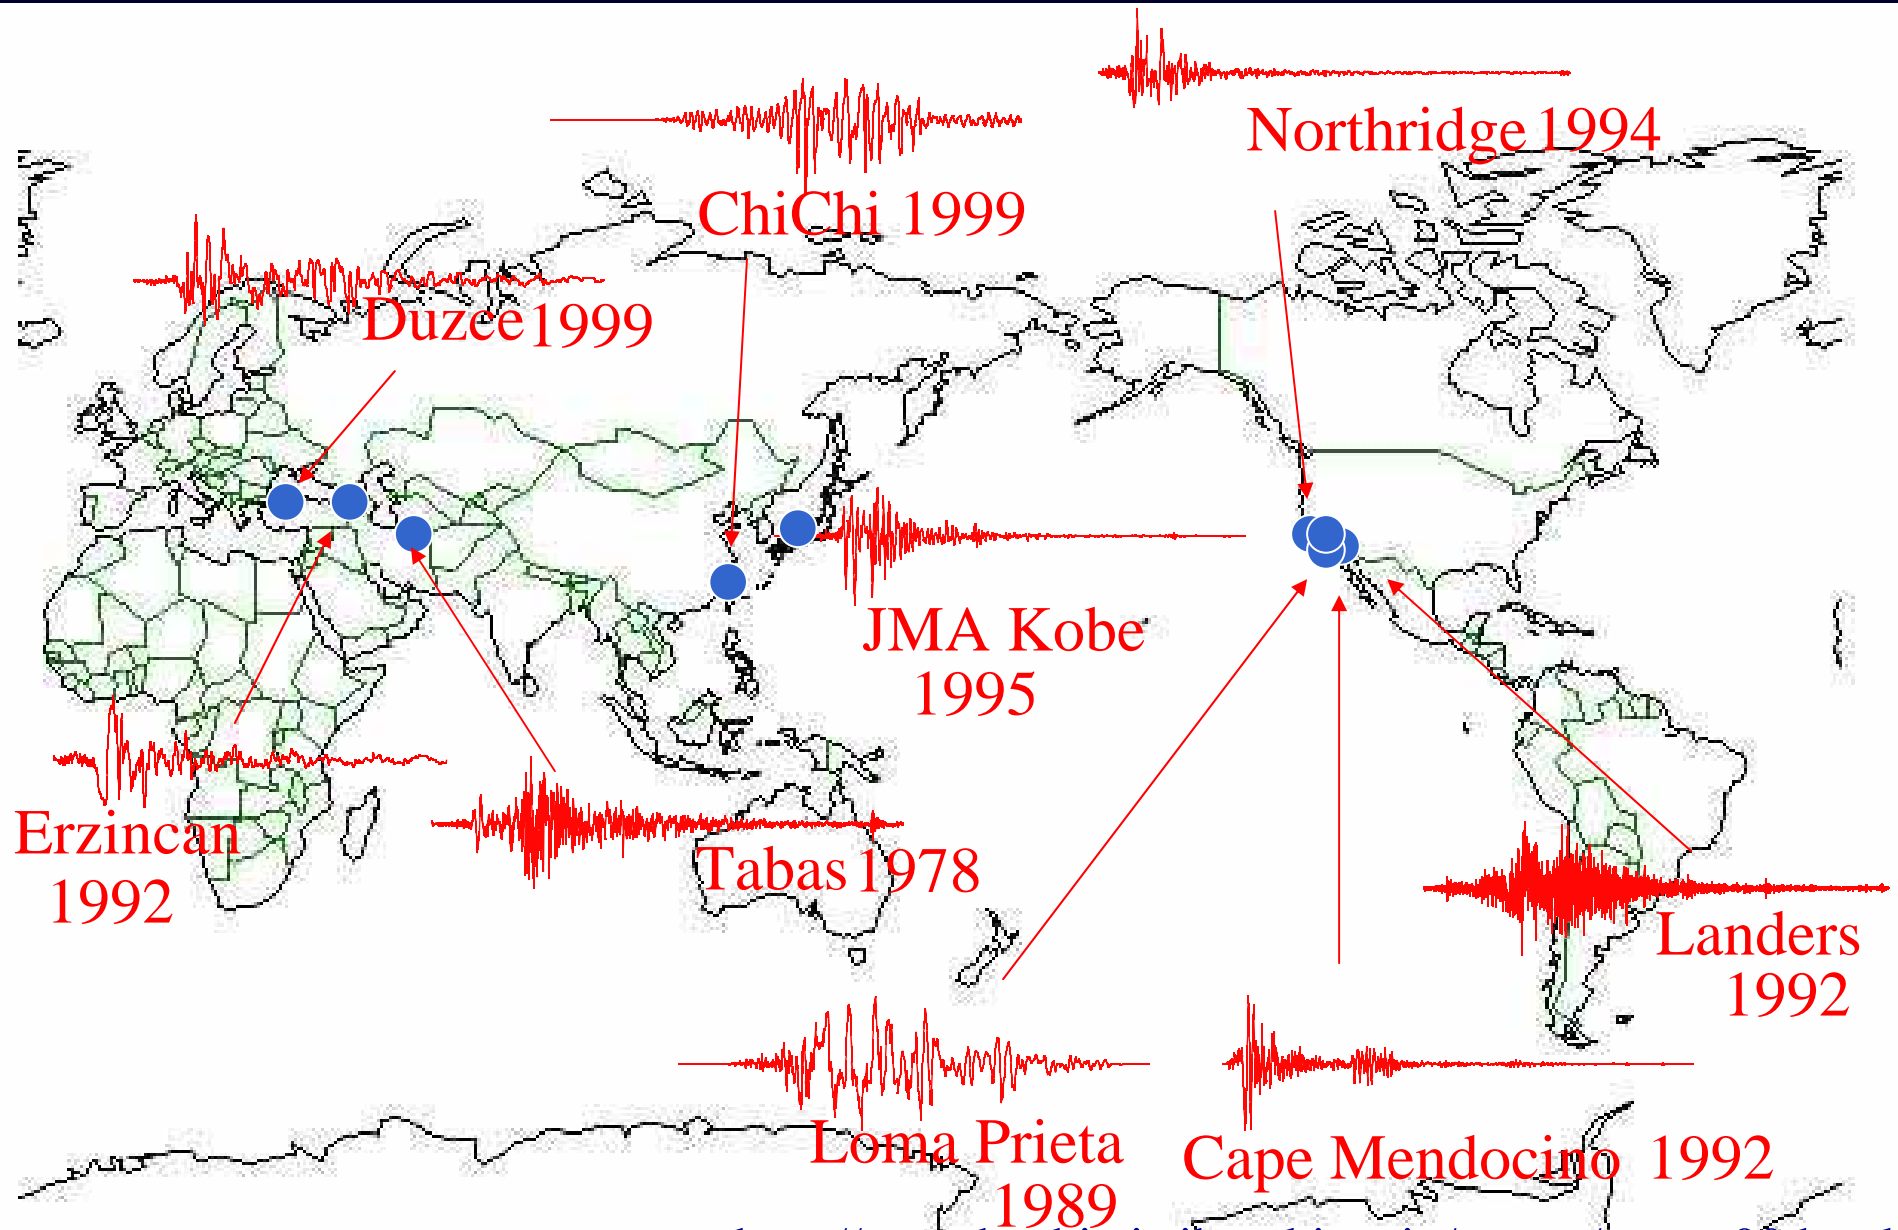 Northridge 1994
ChiChi 1999
Duzce 1999
JMA Kobe
1995
Erzincan
1992
Tabas 1978
Landers
1992
Loma Prieta
1989
Cape Mendocino 1992